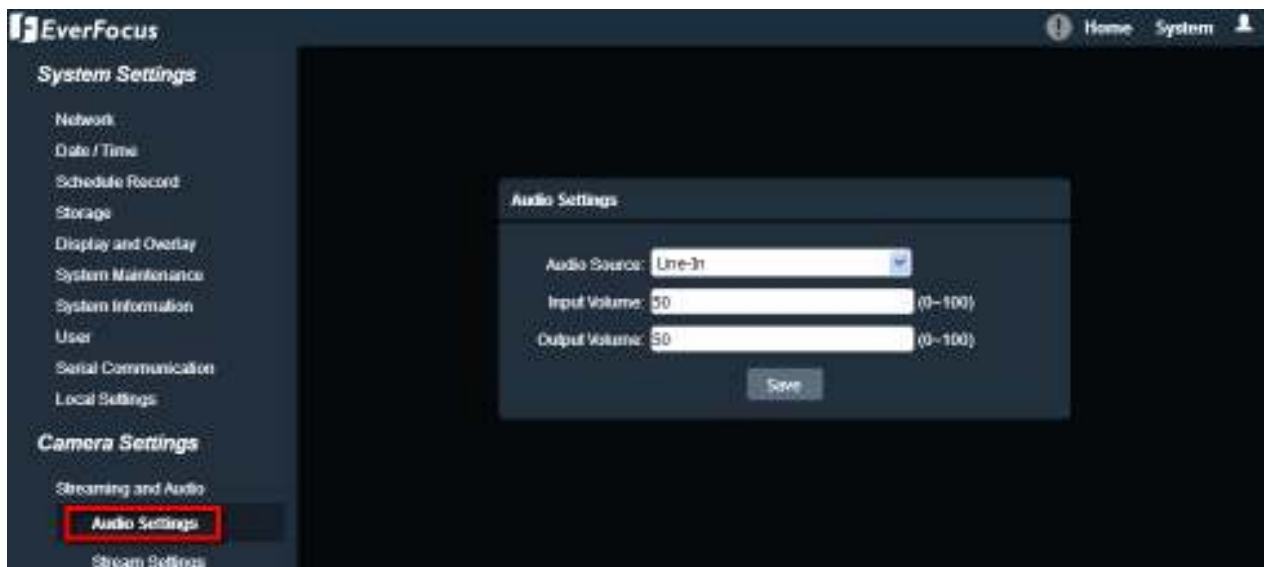 EverFocus
Home System
System Settings
Network
Date / Time
Schedule Record
Storage
Display and Overlay
System Maintenance
System Information
User
Serial Communication
Local Settings
Camera Settings
Streaming and Audio
Audio Settings
Stream Settings
Audio Settings
Audio Source: Line-In
Input Volume: 50 (0~100)
Output Volume: 50 (0~100)
Save